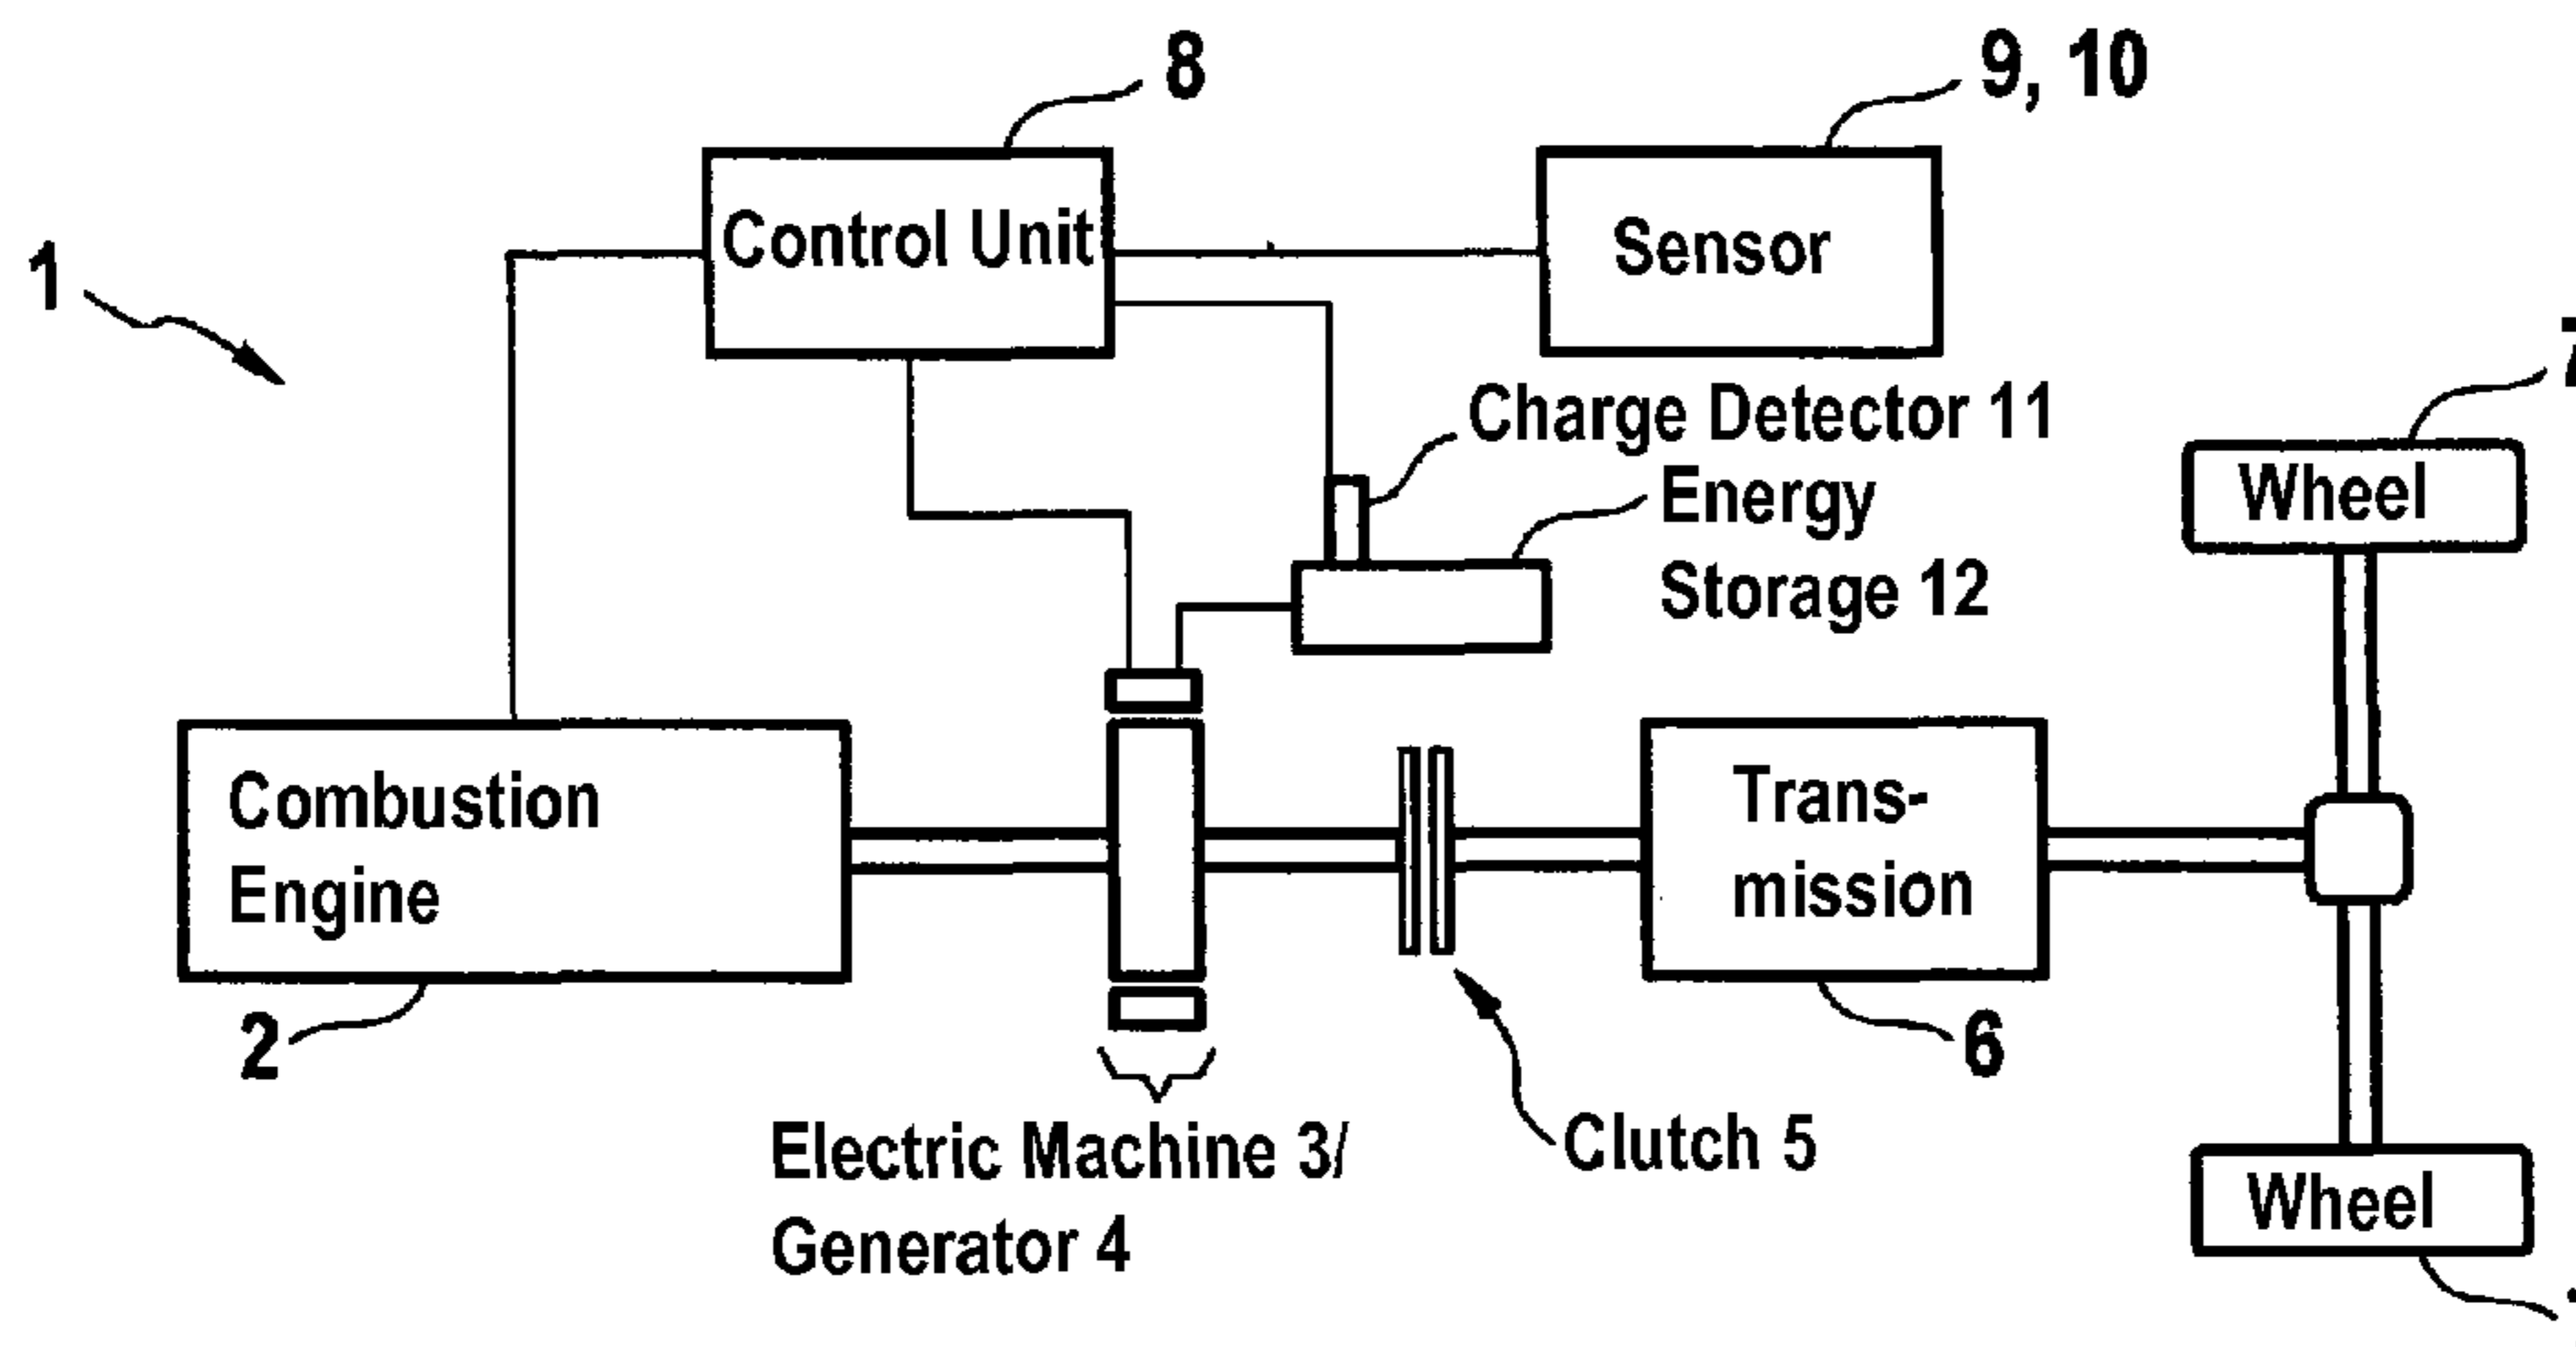 8
9, 10
Control Unit
Sensor
1
Charge Detector 11
Energy
Storage 12
Wheel
Combustion
Engine
Trans-
mission
2
6
Electric Machine 3/
Generator 4
Clutch 5
Wheel